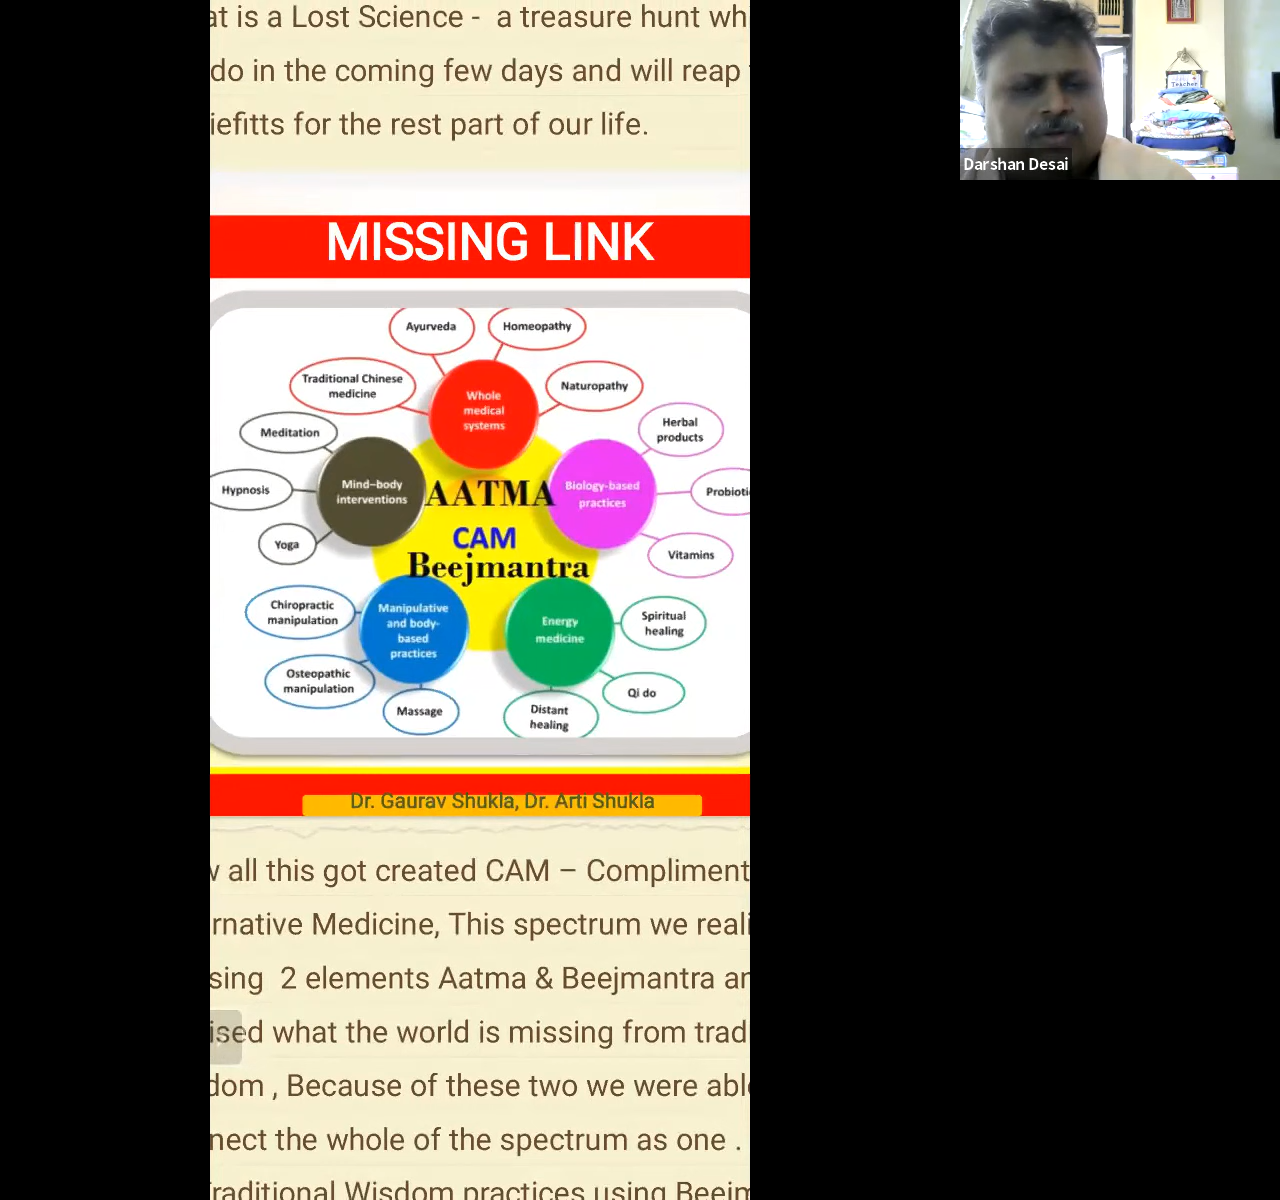 at is a Lost Science - a treasure hunt wh
do in the coming few days and will reap
iefitts for the rest part of our life.
Teacher
Darshan Desai
MISSING LINK
Ayurveda
Homeopathy
Traditional Chinese
medicine
Whole
medical
systems
Naturopathy
Meditation
Herbal
products
Hypnosis
Mind–body
interventions
AATMA
Biology-based
practices
Probioti
Yoga
CAM
Beejmantra
Vitamins
Chiropractic
manipulation
Manipulative
and body-
based
practices
Energy
medicine
Spiritual
healing
Osteopathic
manipulation
Qi do
Massage
Distant
healing
Dr. Gaurav Shukla, Dr. Arti Shukla
w all this got created CAM – Compliment
rnative Medicine, This spectrum we reali
sing 2 elements Aatma & Beejmantra an
ised what the world is missing from trad
dom , Because of these two we were abl
nect the whole of the spectrum as one .
Traditional Wisdom practices using Beejm